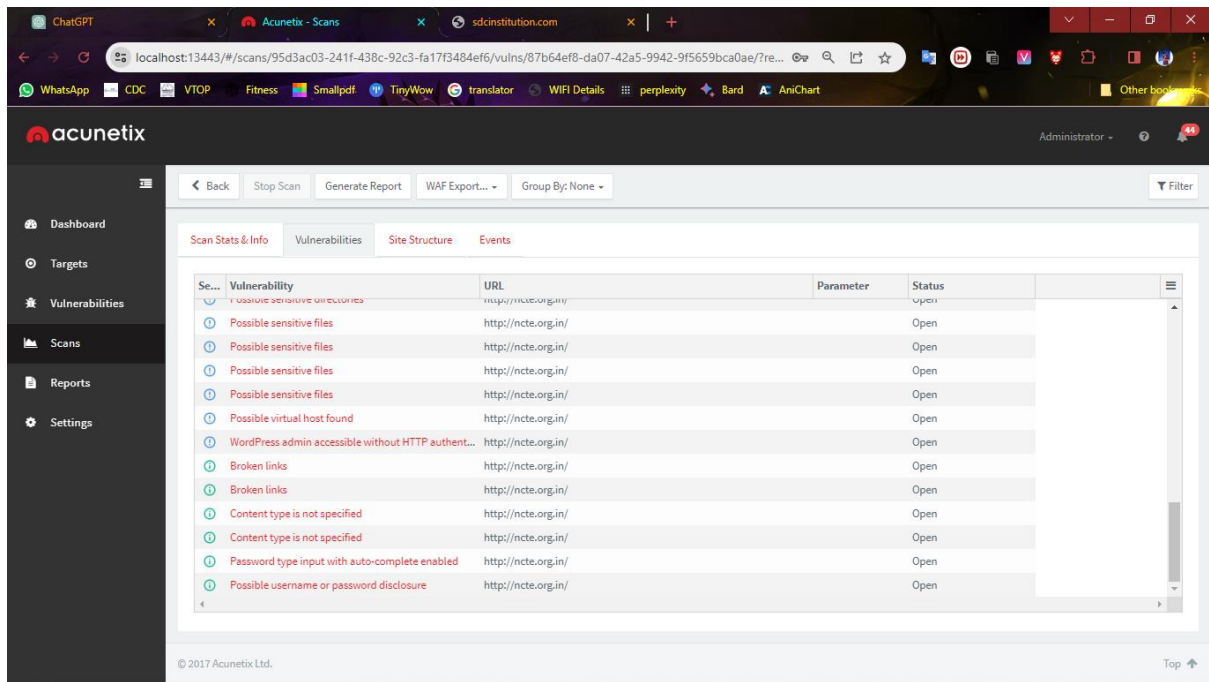 ChatGPT Acunetix - Scans sdcinstitution.com
localhost:13443/#/scans/95d3ac03-241f-438c-92c3-fa17f3484ef6/vulns/87b64ef8-da07-42a5-9942-9f5659bca0ae/?re...
WhatsApp CDC VTOP Fitness Smallpdf TinyWow translator WIFI Details perplexity Bard AniChart Other bookmarks
acunetix Administrator 44
Back Stop Scan Generate Report WAF Export... Group By: None Filter
Dashboard
Targets
Vulnerabilities
Scans
Reports
Settings
Scan Stats & Info Vulnerabilities Site Structure Events
Se... Vulnerability URL Parameter Status
Possible sensitive directories http://ncte.org.in/ Open
Possible sensitive files http://ncte.org.in/ Open
Possible sensitive files http://ncte.org.in/ Open
Possible sensitive files http://ncte.org.in/ Open
Possible sensitive files http://ncte.org.in/ Open
Possible virtual host found http://ncte.org.in/ Open
WordPress admin accessible without HTTP authent... http://ncte.org.in/ Open
Broken links http://ncte.org.in/ Open
Broken links http://ncte.org.in/ Open
Content type is not specified http://ncte.org.in/ Open
Content type is not specified http://ncte.org.in/ Open
Password type input with auto-complete enabled http://ncte.org.in/ Open
Possible username or password disclosure http://ncte.org.in/ Open
© 2017 Acunetix Ltd. Top